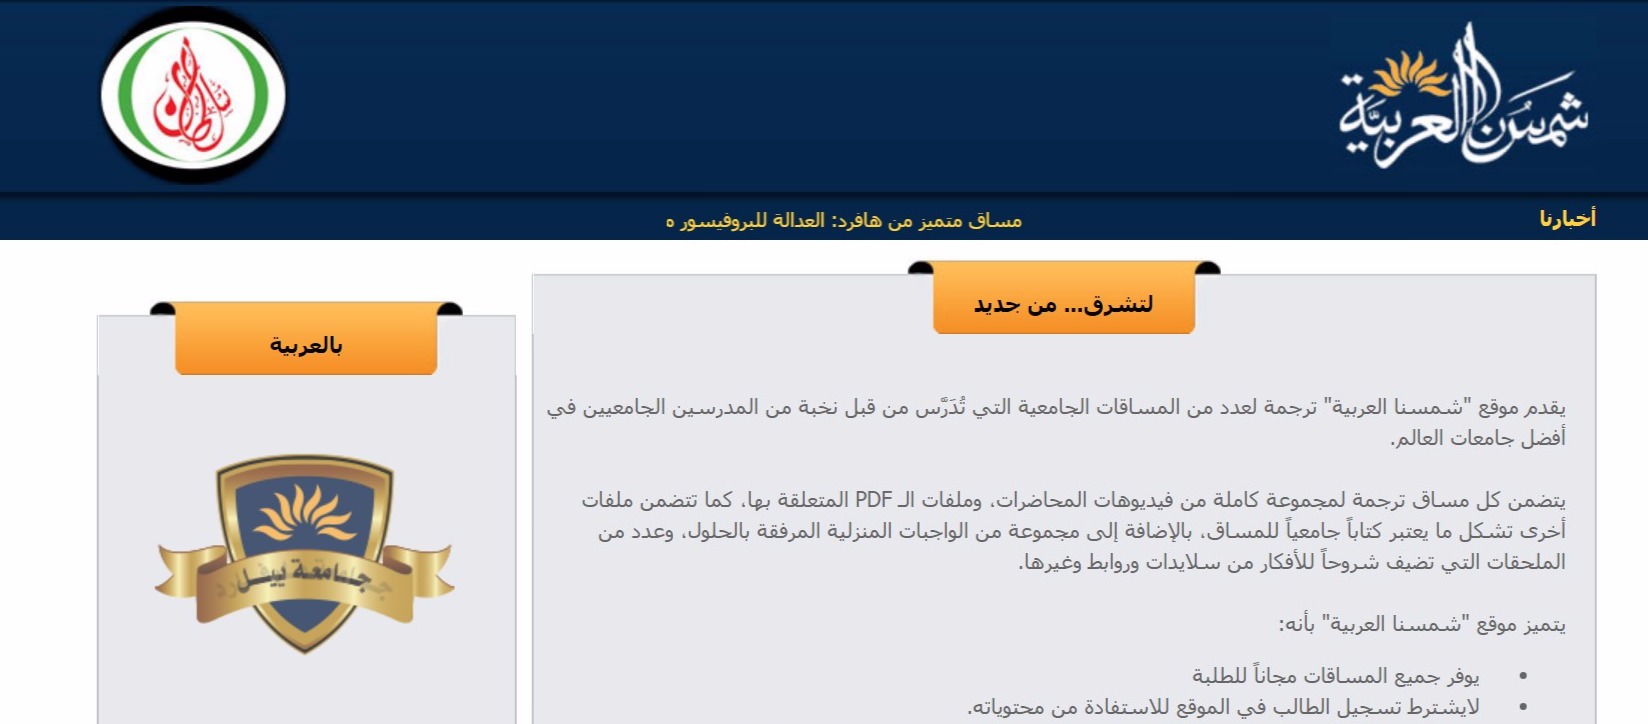 شمسنا العربية
أخبارنا
مساق متميز من هافرد: العدالة للبروفيسور م
لتشرق... من جديد
يقدم موقع "شمسنا العربية" ترجمة لعدد من المساقات الجامعية التي تُدَرَّس من قبل نخبة من المدرسين الجامعيين في
أفضل جامعات العالم.
يتضمن كل مساق ترجمة لمجموعة كاملة من فيديوهات المحاضرات، وملفات الـ PDF المتعلقة بها، كما تتضمن ملفات
أخرى تشكل ما يعتبر كتاباً جامعياً للمساق، بالإضافة إلى مجموعة من الواجبات المنزلية المرفقة بالحلول، وعدد من
الملحقات التي تضيف شروحاً للأفكار من سلايدات وروابط وغيرها.
يتميز موقع "شمسنا العربية" بأنه:
• يوفر جميع المساقات مجاناً للطلبة
• لايشترط تسجيل الطالب في الموقع للاستفادة من محتوياته.
بالعربية
جامعة ييل